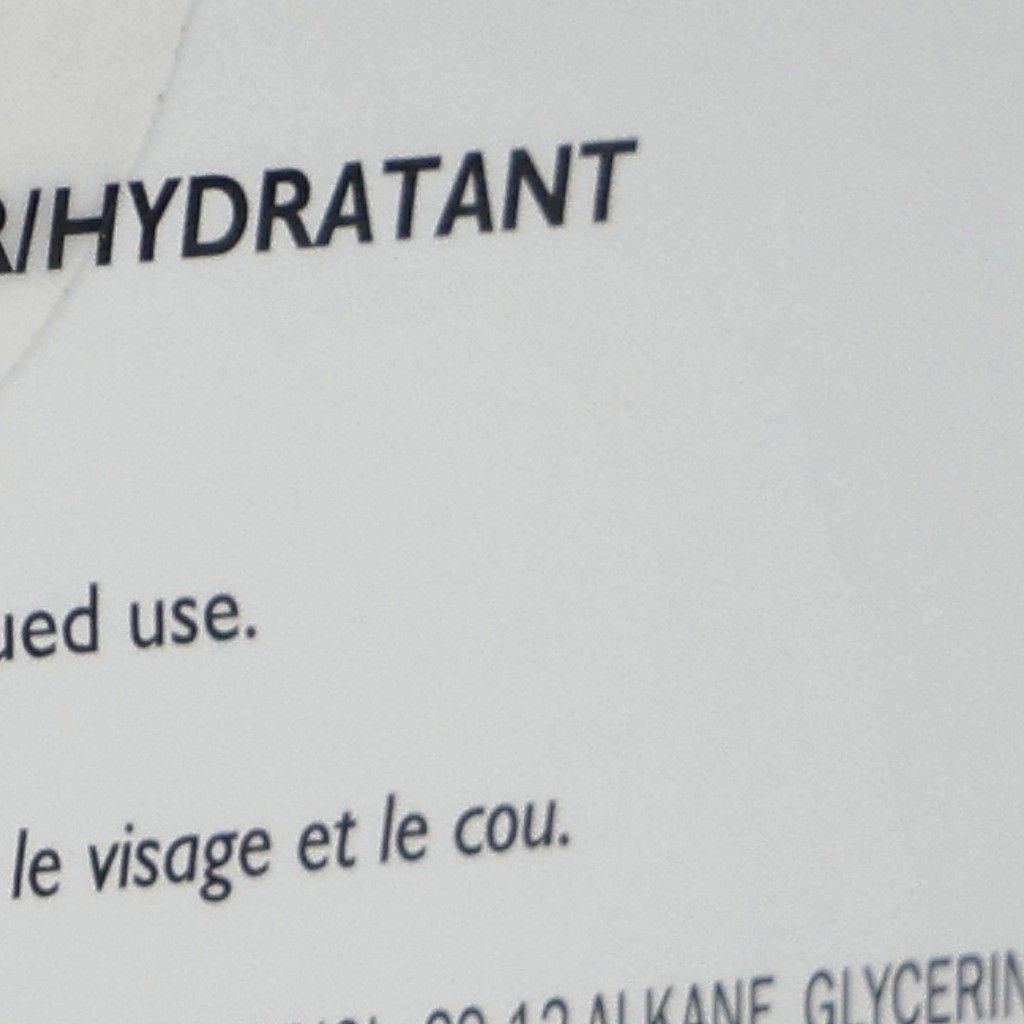 R/HYDRATANT
ued use.
le visage et le cou.
ALKANE, GLYCERIN